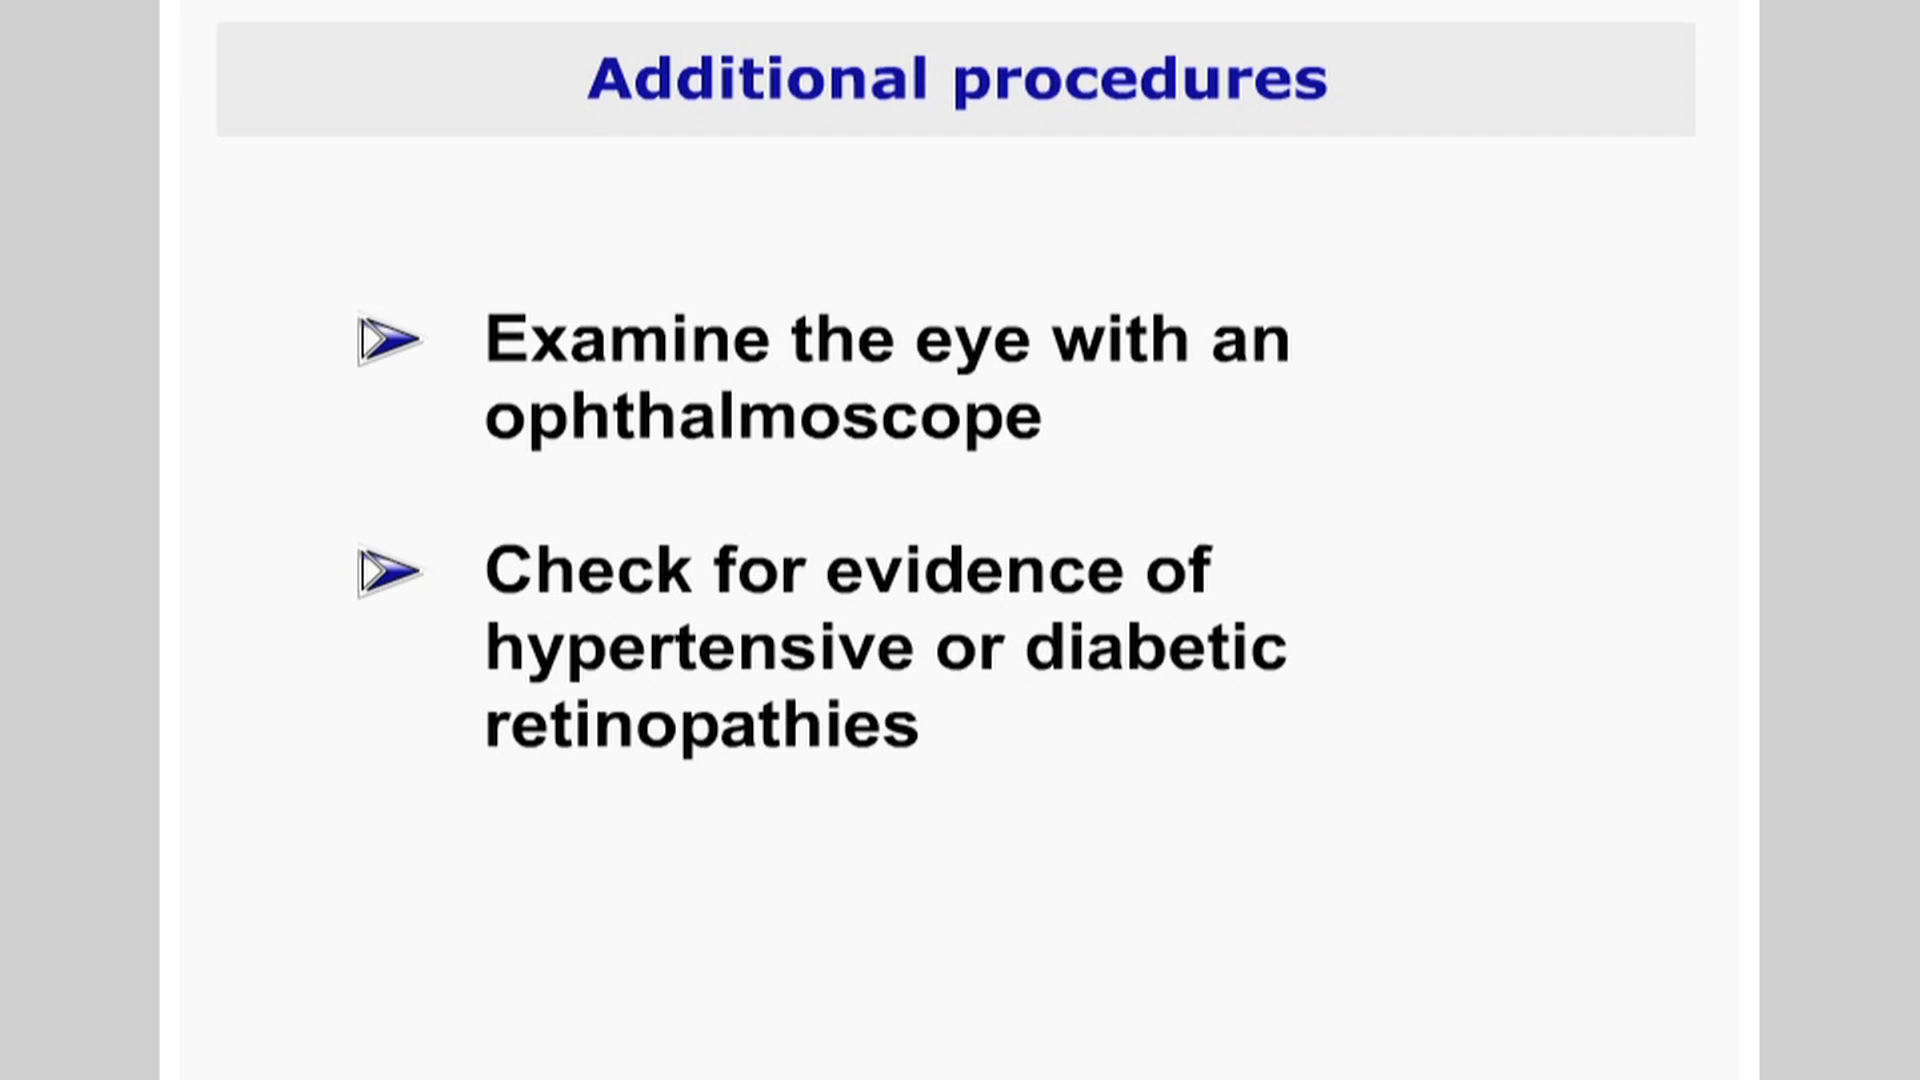 Additional procedures
Examine the eye with an
ophthalmoscope
Check for evidence of
hypertensive or diabetic
retinopathies